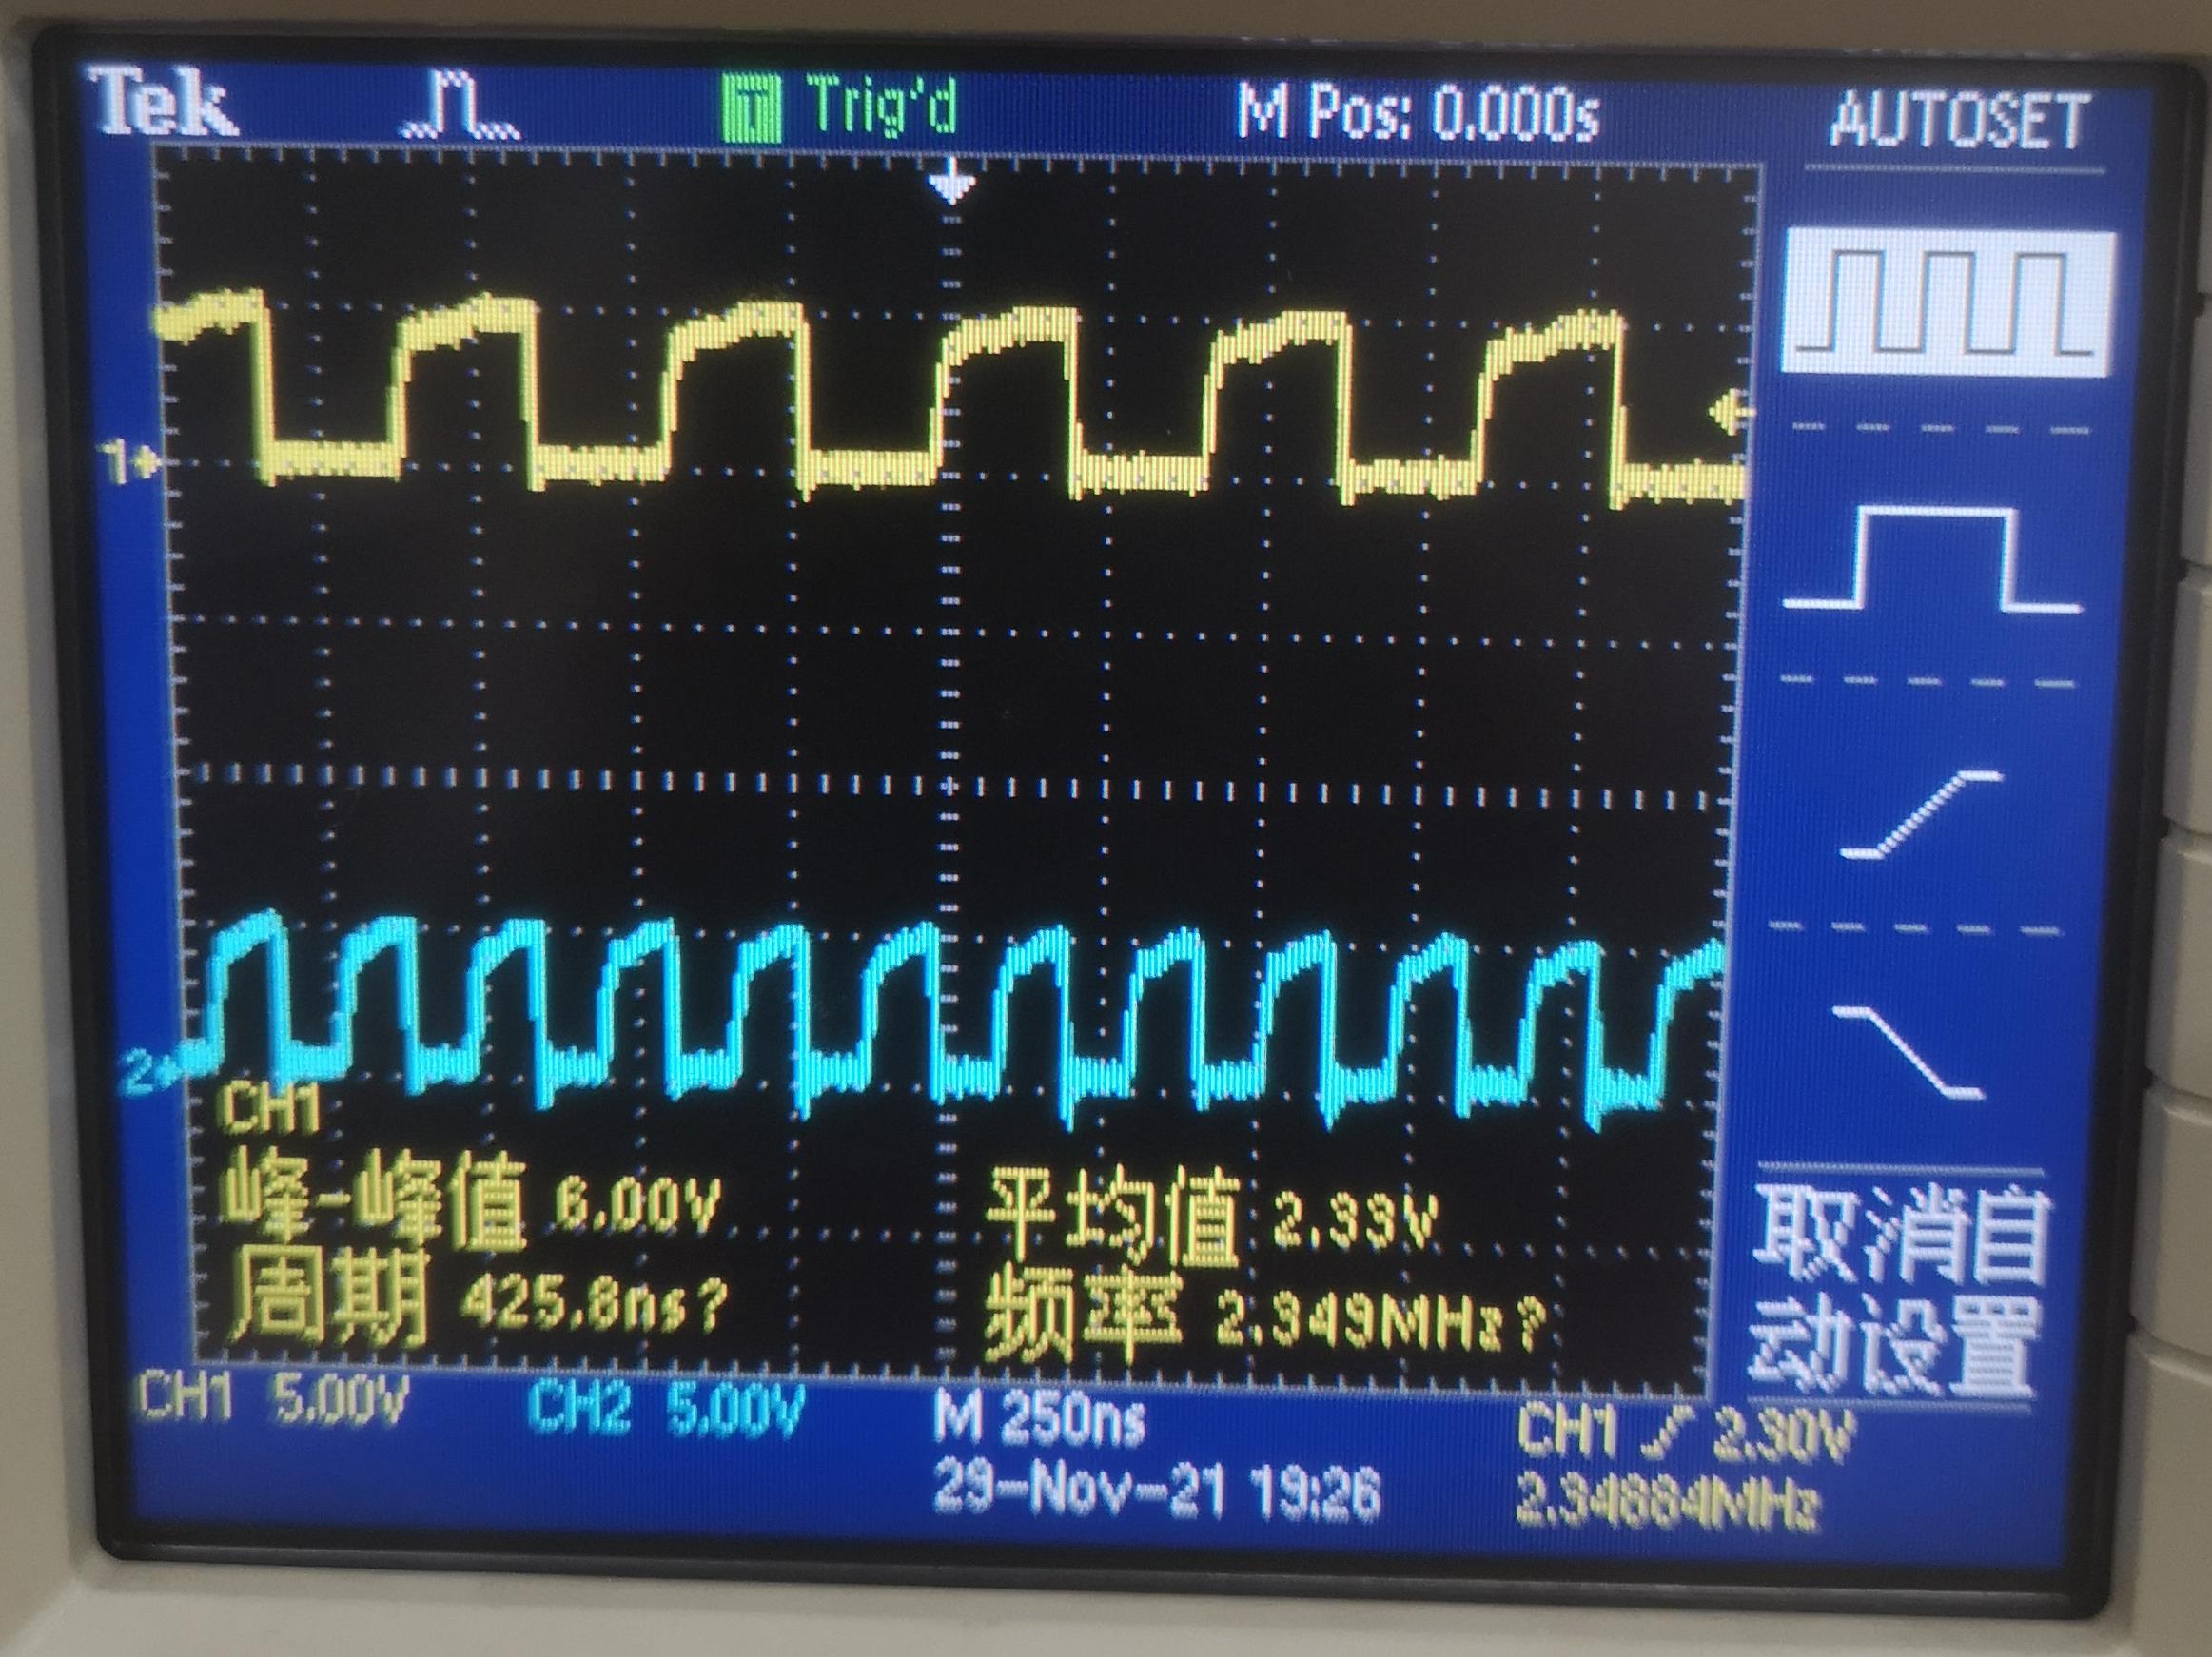 Tek T Trig'd M Pos: 0.000s AUTOSET
1
2
CH1
峰-峰值 6.00V 平均值 2.33V
周期 425.8ns? 频率 2.349MHz?
取消自
动设置
CH1 5.00V CH2 5.00V M 250ns CH1 2.30V
29-Nov-21 19:26 2.34884MHz